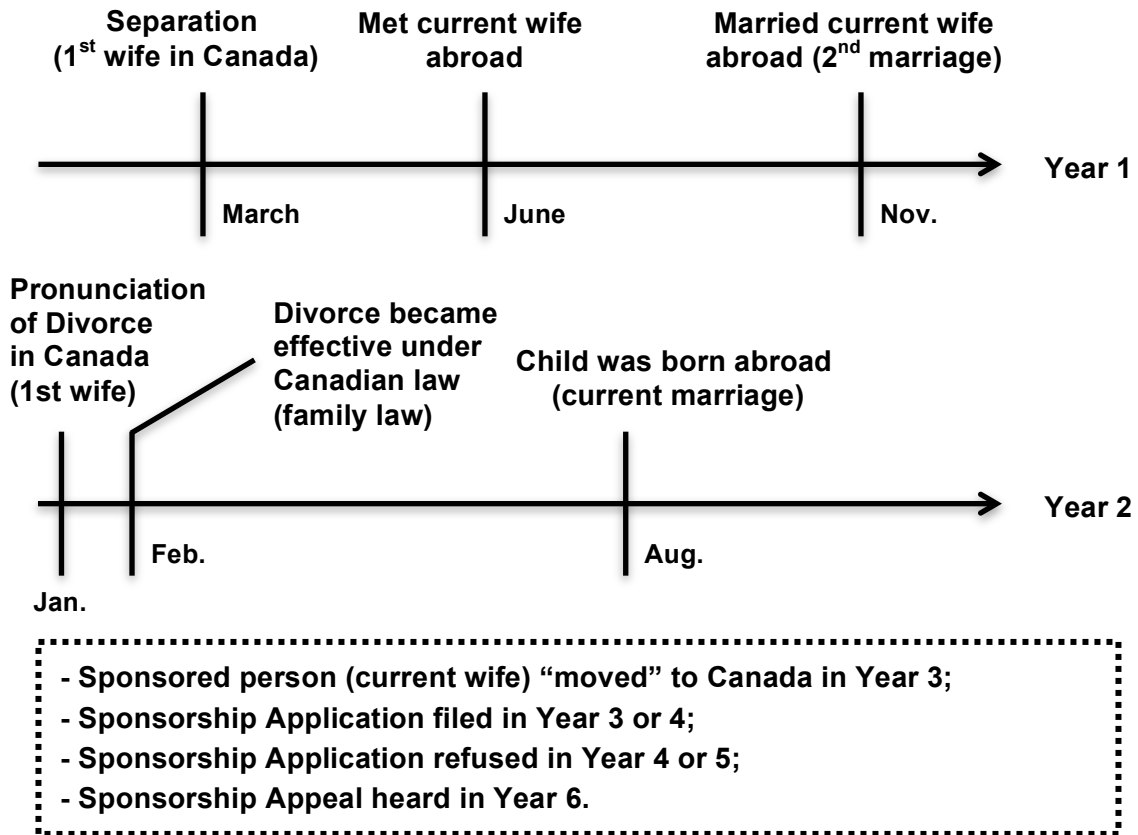 Separation
(1st wife in Canada)
Met current wife
abroad
Married current wife
abroad (2nd marriage)
Year 1
March
June
Nov.
Pronunciation
of Divorce
in Canada
(1st wife)
Divorce became
effective under
Canadian law
(family law)
Child was born abroad
(current marriage)
Year 2
Jan.
Feb.
Aug.
- Sponsored person (current wife) “moved” to Canada in Year 3;
- Sponsorship Application filed in Year 3 or 4;
- Sponsorship Application refused in Year 4 or 5;
- Sponsorship Appeal heard in Year 6.